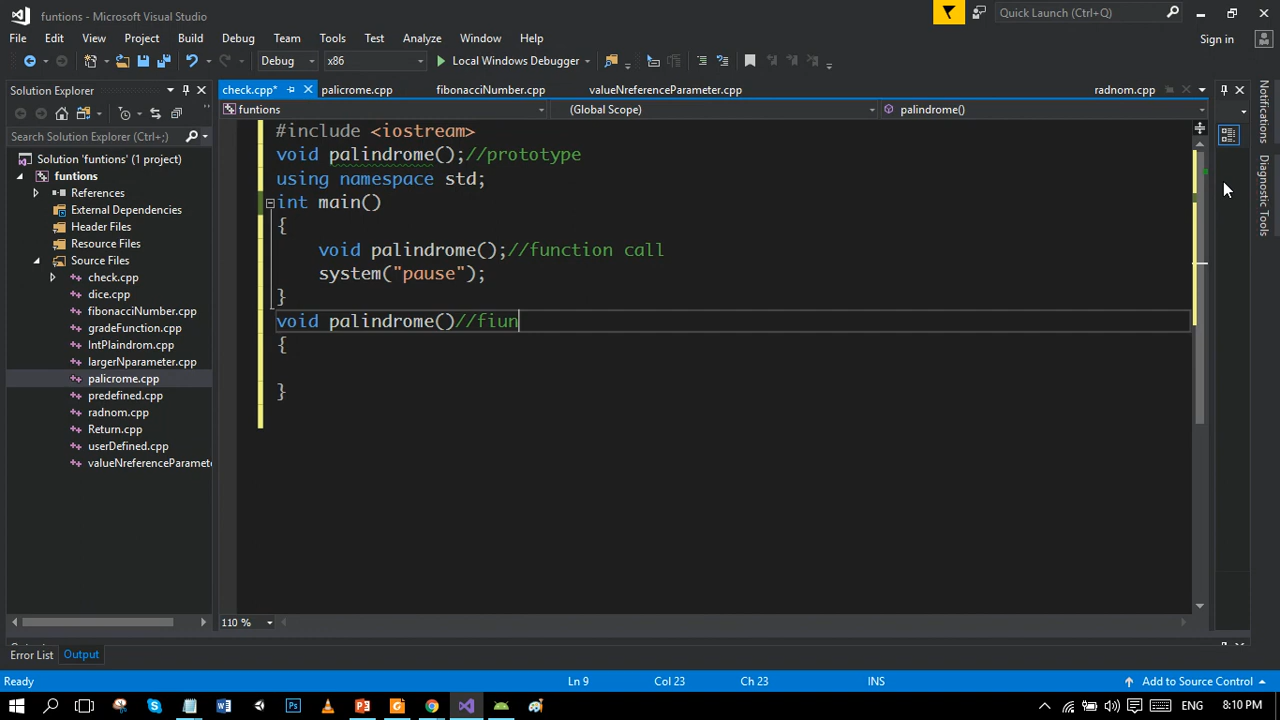 funtions - Microsoft Visual Studio
Quick Launch (Ctrl+Q)
File Edit View Project Build Debug Team Tools Test Analyze Window Help
Sign in
Debug x86 Local Windows Debugger
Solution Explorer
check.cpp* palicrome.cpp fibonacciNumber.cpp valueNreferenceParameter.cpp radnom.cpp
funtions (Global Scope) palindrome()
Search Solution Explorer (Ctrl+;)
Solution 'funtions' (1 project)
funtions
References
External Dependencies
Header Files
Resource Files
Source Files
check.cpp
dice.cpp
fibonacciNumber.cpp
gradeFunction.cpp
IntPlaindrom.cpp
largerNparameter.cpp
palicrome.cpp
predefined.cpp
radnom.cpp
Return.cpp
userDefined.cpp
valueNreferenceParamete
#include <iostream>
void palindrome();//prototype
using namespace std;
int main()
{
void palindrome();//function call
system("pause");
}
void palindrome()//fiun
{
}
Notifications
Diagnostic Tools
110 %
Error List Output
Ready Ln 9 Col 23 Ch 23 INS Add to Source Control
ENG 8:10 PM